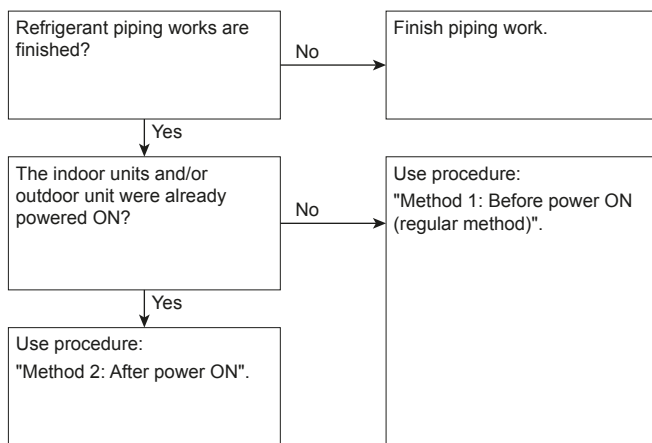 Refrigerant piping works are
finished?
No
Finish piping work.
Yes
The indoor units and/or
outdoor unit were already
powered ON?
No
Use procedure:
"Method 1: Before power ON
(regular method)".
Yes
Use procedure:
"Method 2: After power ON".